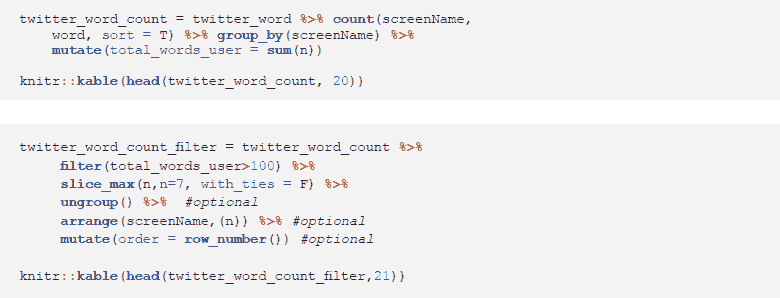 twitter_word_count = twitter_word %>% count(screenName,
word, sort = T) %>% group_by(screenName) %>%
mutate(total_words_user = sum(n))
knitr::kable(head(twitter_word_count, 20))
twitter_word_count_filter = twitter_word_count %>%
filter(total_words_user>100) %>%
slice_max(n,n=7, with_ties = F) %>%
ungroup() %>% #optional
arrange(screenName,(n)) %>% #optional
mutate(order = row_number()) #optional
knitr::kable(head(twitter_word_count_filter,21))